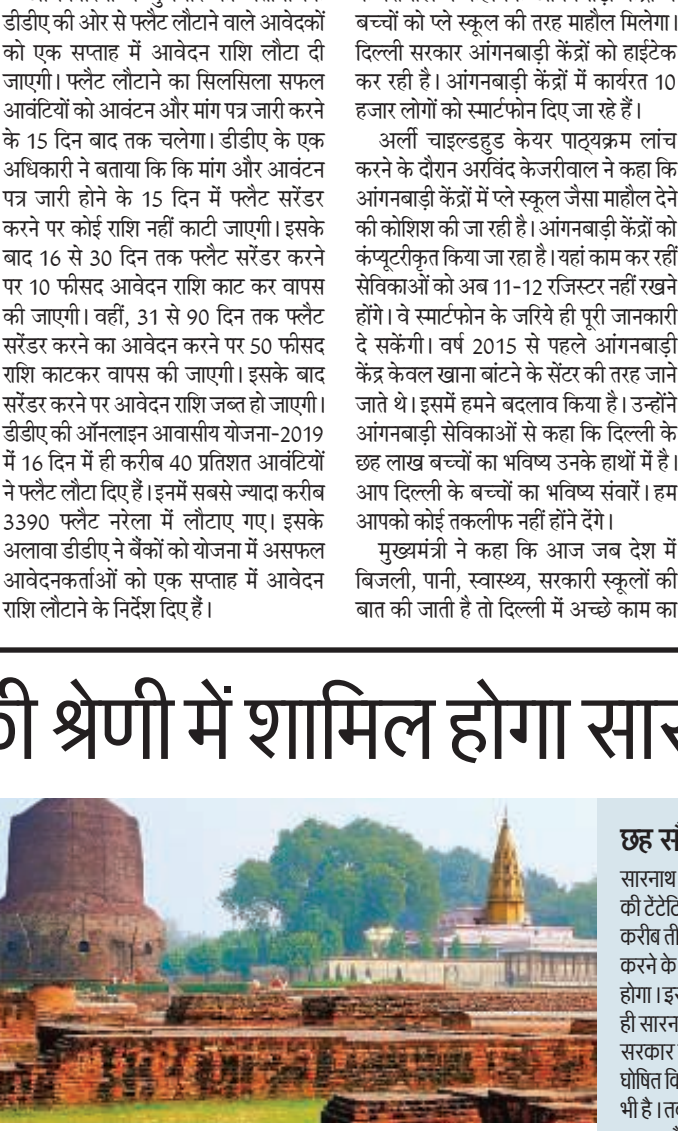 डीडीए की ओर से फ्लैट लौटाने वाले आवेदकों
को एक सप्ताह में आवेदन राशि लौटा दी
जाएगी। फ्लैट लौटाने का सिलसिला सफल
आवंटियों को आवंटन और मांग पत्र जारी करने
के 15 दिन बाद तक चलेगा। डीडीए के एक
अधिकारी ने बताया कि कि मांग और आवंटन
पत्र जारी होने के 15 दिन में फ्लैट सरेंडर
करने पर कोई राशि नहीं काटी जाएगी। इसके
बाद 16 से 30 दिन तक फ्लैट सरेंडर करने
पर 10 फीसद आवेदन राशि काट कर वापस
की जाएगी। वहीं, 31 से 90 दिन तक फ्लैट
सरेंडर करने का आवेदन करने पर 50 फीसद
राशि काटकर वापस की जाएगी। इसके बाद
सरेंडर करने पर आवेदन राशि जब्त हो जाएगी।
डीडीए की ऑनलाइन आवासीय योजना-2019
में 16 दिन में ही करीब 40 प्रतिशत आवंटियों
ने फ्लैट लौटा दिए हैं। इनमें सबसे ज्यादा करीब
3390 फ्लैट नरेला में लौटाए गए। इसके
अलावा डीडीए ने बैंकों को योजना में असफल
आवेदनकर्ताओं को एक सप्ताह में आवेदन
राशि लौटाने के निर्देश दिए हैं।
बच्चों को प्ले स्कूल की तरह माहौल मिलेगा।
दिल्ली सरकार आंगनबाड़ी केंद्रों को हाईटेक
कर रही है। आंगनबाड़ी केंद्रों में कार्यरत 10
हजार लोगों को स्मार्टफोन दिए जा रहे हैं।
अर्ली चाइल्डहुड केयर पाठ्यक्रम लांच
करने के दौरान अरविंद केजरीवाल ने कहा कि
आंगनबाड़ी केंद्रों में प्ले स्कूल जैसा माहौल देने
की कोशिश की जा रही है। आंगनबाड़ी केंद्रों को
कंप्यूटरीकृत किया जा रहा है। यहां काम कर रहीं
सेविकाओं को अब 11-12 रजिस्टर नहीं रखने
होंगे। वे स्मार्टफोन के जरिये ही पूरी जानकारी
दे सकेंगी। वर्ष 2015 से पहले आंगनबाड़ी
केंद्र केवल खाना बांटने के सेंटर की तरह जाने
जाते थे। इसमें हमने बदलाव किया है। उन्होंने
आंगनबाड़ी सेविकाओं से कहा कि दिल्ली के
छह लाख बच्चों का भविष्य उनके हाथों में है।
आप दिल्ली के बच्चों का भविष्य संवारें। हम
आपको कोई तकलीफ नहीं होंने देंगे।
मुख्यमंत्री ने कहा कि आज जब देश में
बिजली, पानी, स्वास्थ्य, सरकारी स्कूलों की
बात की जाती है तो दिल्ली में अच्छे काम का
की श्रेणी में शामिल होगा
छह
सारनाथ
की
करीब
करने के
होगा।
ही
सरकार
घोषित
भी है।